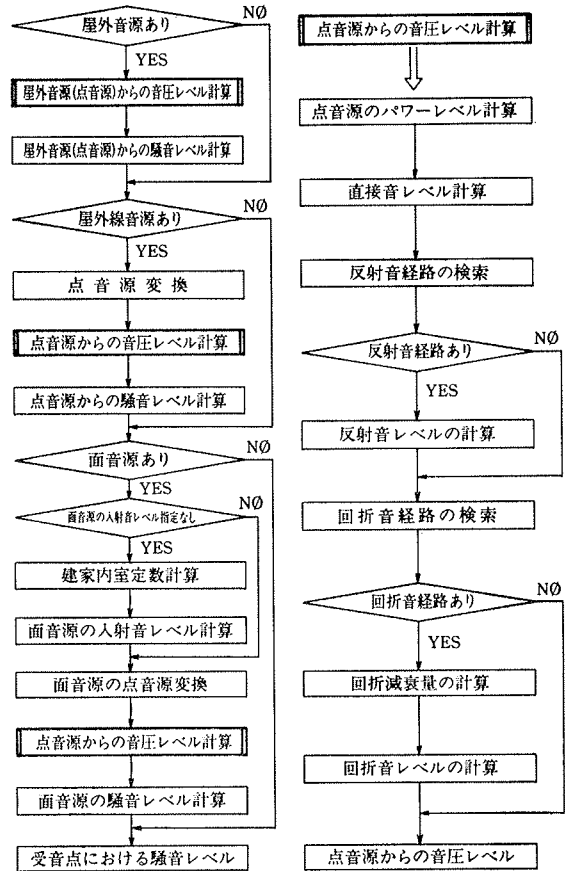 屋外音源あり
NØ
YES
屋外音源(点音源)からの音圧レベル計算
屋外音源(点音源)からの騒音レベル計算
屋外線音源あり
NØ
YES
点音源変換
点音源からの音圧レベル計算
点音源からの騒音レベル計算
面音源あり
NØ
YES
面音源の入射音レベル指定なし
NØ
YES
建家内室定数計算
面音源の入射音レベル計算
面音源の点音源変換
点音源からの音圧レベル計算
面音源の騒音レベル計算
受音点における騒音レベル
点音源からの音圧レベル計算
点音源のパワーレベル計算
直接音レベル計算
反射音経路の検索
反射音経路あり
NØ
YES
反射音レベルの計算
回折音経路の検索
回折音経路あり
NØ
YES
回折減衰量の計算
回折音レベルの計算
点音源からの音圧レベル